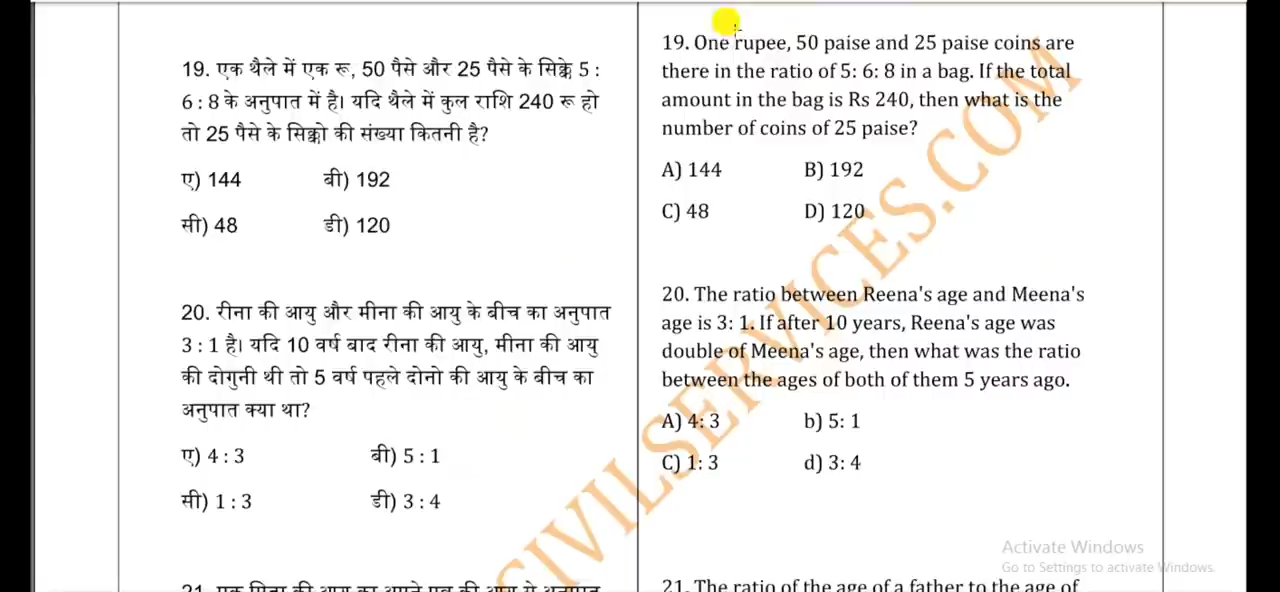 19. एक थैले में एक रू, 50 पैसे और 25 पैसे के सिक्के 5 :
6 : 8 के अनुपात में है। यदि थैले में कुल राशि 240 रू हो
तो 25 पैसे के सिक्को की संख्या कितनी है?
ए) 144 बी) 192
सी) 48 डी) 120
20. रीना की आयु और मीना की आयु के बीच का अनुपात
3 : 1 है। यदि 10 वर्ष बाद रीना की आयु, मीना की आयु
की दोगुनी थी तो 5 वर्ष पहले दोनो की आयु के बीच का
अनुपात क्या था?
ए) 4 : 3 बी) 5 : 1
सी) 1 : 3 डी) 3 : 4
21. एक पिता की आयु का अपने पुत्र की आयु से अनुपात
19. One rupee, 50 paise and 25 paise coins are
there in the ratio of 5: 6: 8 in a bag. If the total
amount in the bag is Rs 240, then what is the
number of coins of 25 paise?
A) 144 B) 192
C) 48 D) 120
20. The ratio between Reena's age and Meena's
age is 3: 1. If after 10 years, Reena's age was
double of Meena's age, then what was the ratio
between the ages of both of them 5 years ago.
A) 4: 3 b) 5: 1
C) 1: 3 d) 3: 4
21. The ratio of the age of a father to the age of
CIVILSERVICES.COM
Activate Windows
Go to Settings to activate Windows.